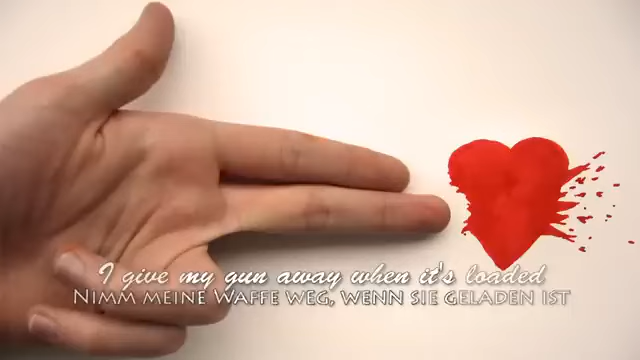 I give my gun away when it's loaded
Nimm meine Waffe weg, wenn sie geladen ist